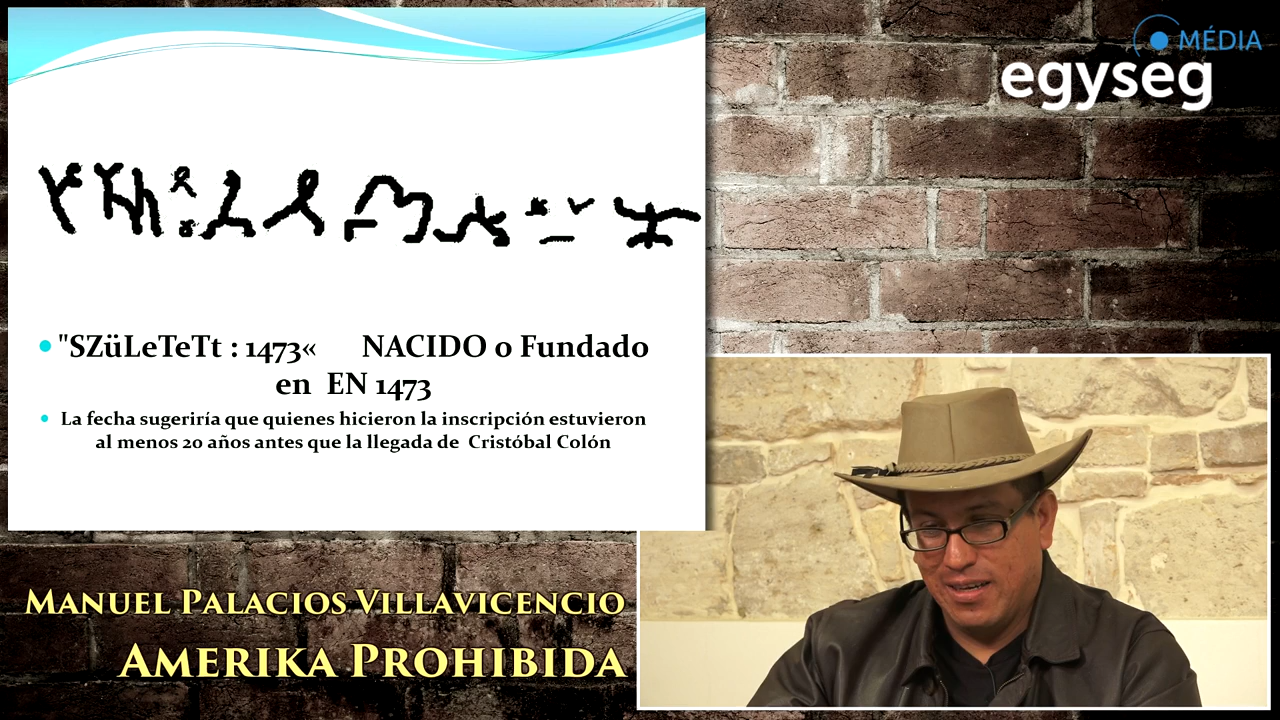 MÉDIA
egyseg
"SZüLeTeTt : 1473« NACIDO o Fundado
en EN 1473
La fecha sugeriría que quienes hicieron la inscripción estuvieron
al menos 20 años antes que la llegada de Cristóbal Colón
MANUEL PALACIOS VILLAVICENCIO
AMERIKA PROHIBIDA